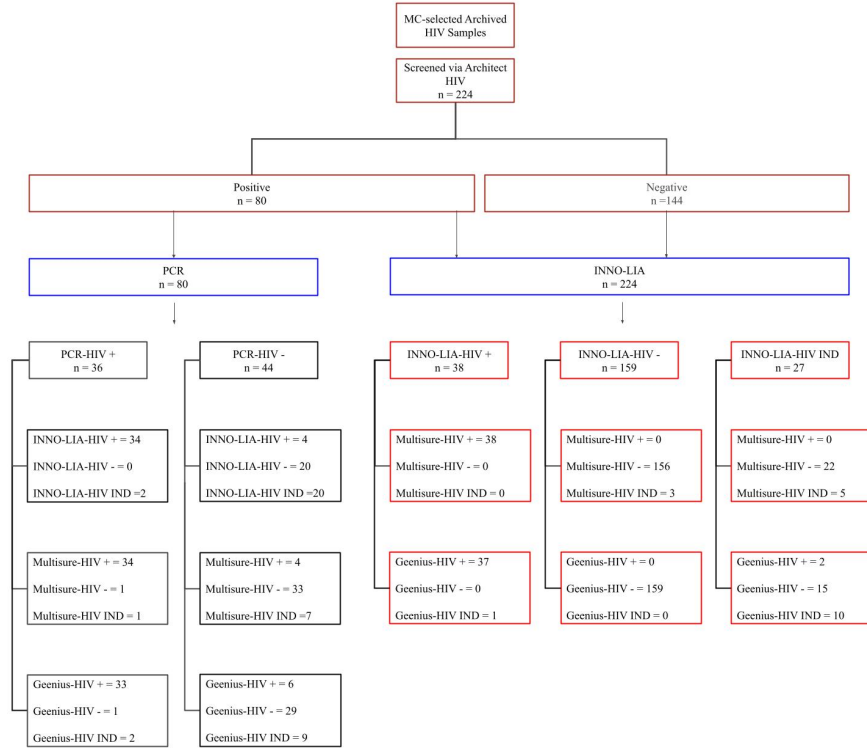 MC-selected Archived
HIV Samples
Screened via Architect
HIV
n = 224
Positive
n = 80
Negative
n =144
PCR
n = 80
INNO-LIA
n = 224
PCR-HIV +
n = 36
PCR-HIV -
n = 44
INNO-LIA-HIV +
n = 38
INNO-LIA-HIV -
n = 159
INNO-LIA-HIV IND
n = 27
INNO-LIA-HIV + = 34
INNO-LIA-HIV - = 0
INNO-LIA-HIV IND =2
INNO-LIA-HIV + = 4
INNO-LIA-HIV - = 20
INNO-LIA-HIV IND =20
Multisure-HIV + = 38
Multisure-HIV - = 0
Multisure-HIV IND = 0
Multisure-HIV + = 0
Multisure-HIV - = 156
Multisure-HIV IND = 3
Multisure-HIV + = 0
Multisure-HIV - = 22
Multisure-HIV IND = 5
Multisure-HIV + = 34
Multisure-HIV - = 1
Multisure-HIV IND = 1
Multisure-HIV + = 4
Multisure-HIV - = 33
Multisure-HIV IND =7
Geenius-HIV + = 37
Geenius-HIV - = 0
Geenius-HIV IND = 1
Geenius-HIV + = 0
Geenius-HIV - = 159
Geenius-HIV IND = 0
Geenius-HIV + = 2
Geenius-HIV - = 15
Geenius-HIV IND = 10
Geenius-HIV + = 33
Geenius-HIV - = 1
Geenius-HIV IND = 2
Geenius-HIV + = 6
Geenius-HIV - = 29
Geenius-HIV IND = 9